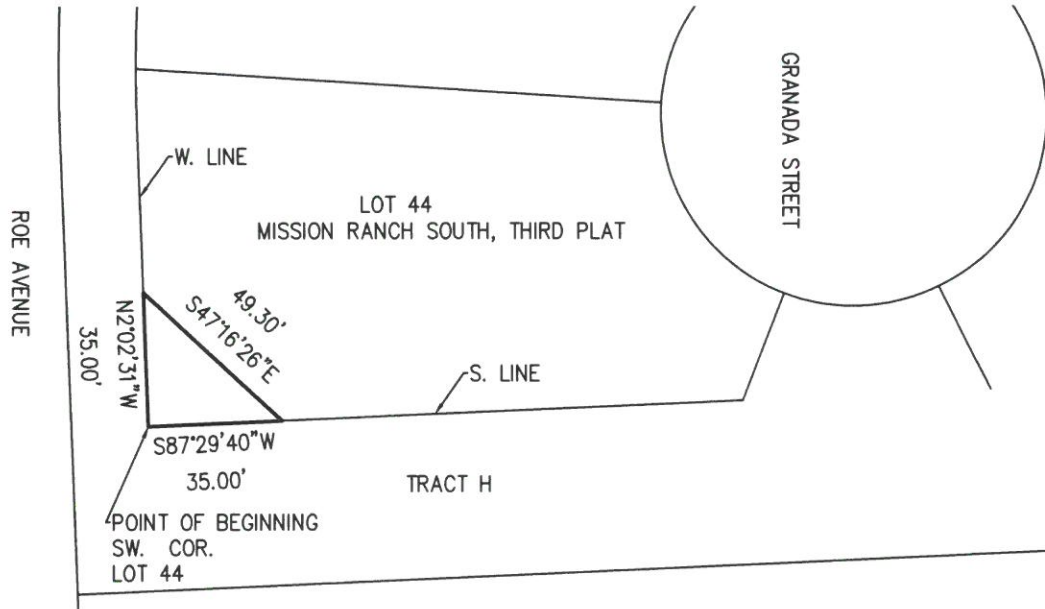 GRANADA STREET
W. LINE
LOT 44
MISSION RANCH SOUTH, THIRD PLAT
ROE AVENUE
49.30'
S47°16'26"E
N2°02'31"W
35.00'
S. LINE
S87°29'40"W
35.00'
TRACT H
POINT OF BEGINNING
SW. COR.
LOT 44